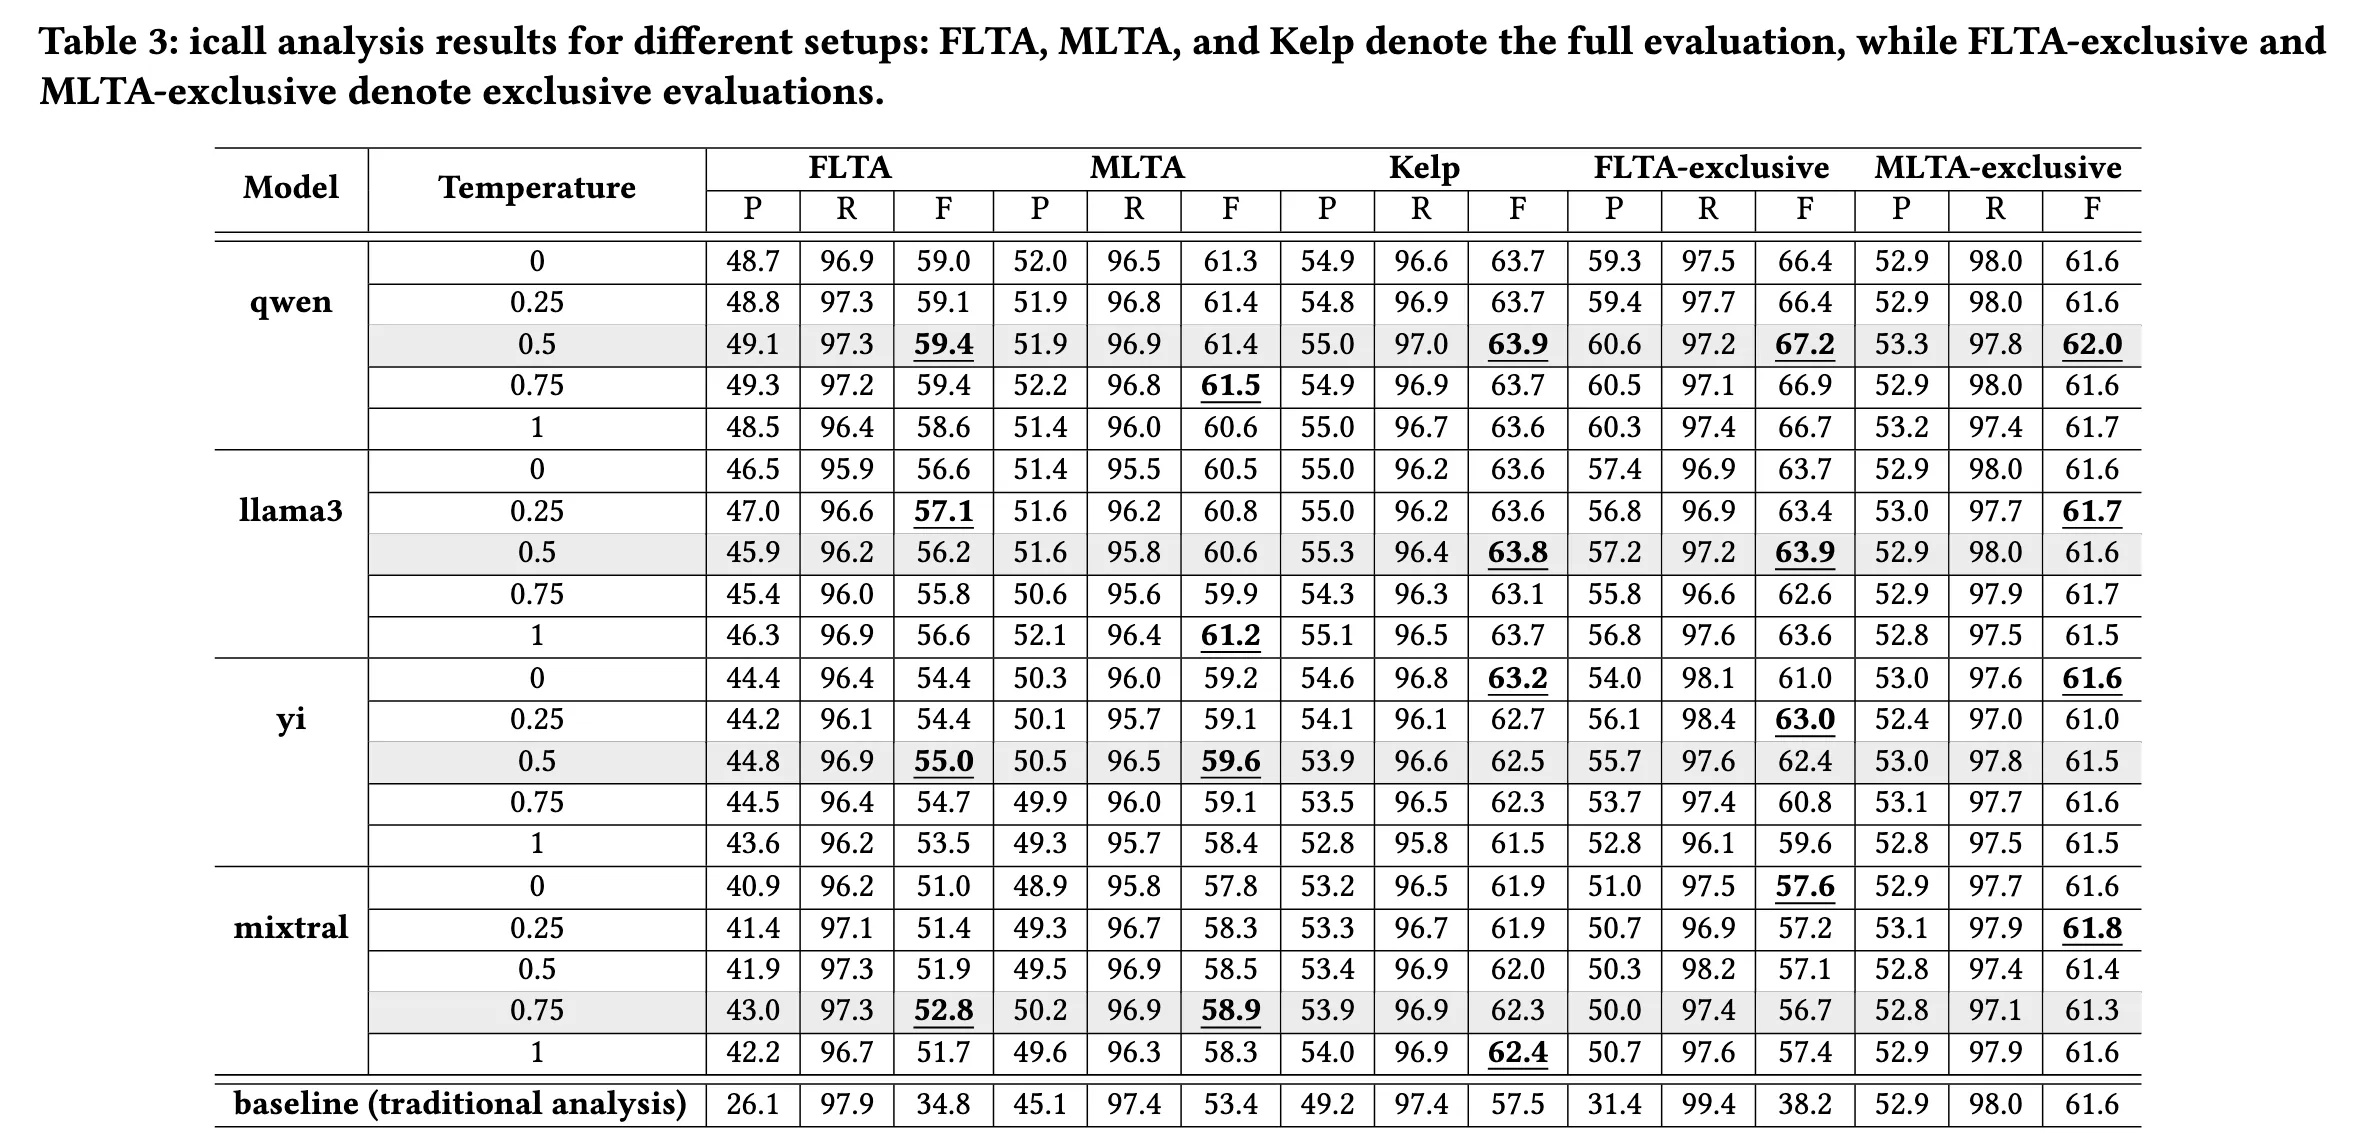 Table 3: icall analysis results for different setups: FLTA, MLTA, and Kelp denote the full evaluation, while FLTA-exclusive and
MLTA-exclusive denote exclusive evaluations.
Model Temperature FLTA MLTA Kelp FLTA-exclusive MLTA-exclusive
P R F P R F P R F P R F P R F
0 48.7 96.9 59.0 52.0 96.5 61.3 54.9 96.6 63.7 59.3 97.5 66.4 52.9 98.0 61.6
qwen 0.25 48.8 97.3 59.1 51.9 96.8 61.4 54.8 96.9 63.7 59.4 97.7 66.4 52.9 98.0 61.6
0.5 49.1 97.3 59.4 51.9 96.9 61.4 55.0 97.0 63.9 60.6 97.2 67.2 53.3 97.8 62.0
0.75 49.3 97.2 59.4 52.2 96.8 61.5 54.9 96.9 63.7 60.5 97.1 66.9 52.9 98.0 61.6
1 48.5 96.4 58.6 51.4 96.0 60.6 55.0 96.7 63.6 60.3 97.4 66.7 53.2 97.4 61.7
0 46.5 95.9 56.6 51.4 95.5 60.5 55.0 96.2 63.6 57.4 96.9 63.7 52.9 98.0 61.6
llama3 0.25 47.0 96.6 57.1 51.6 96.2 60.8 55.0 96.2 63.6 56.8 96.9 63.4 53.0 97.7 61.7
0.5 45.9 96.2 56.2 51.6 95.8 60.6 55.3 96.4 63.8 57.2 97.2 63.9 52.9 98.0 61.6
0.75 45.4 96.0 55.8 50.6 95.6 59.9 54.3 96.3 63.1 55.8 96.6 62.6 52.9 97.9 61.7
1 46.3 96.9 56.6 52.1 96.4 61.2 55.1 96.5 63.7 56.8 97.6 63.6 52.8 97.5 61.5
0 44.4 96.4 54.4 50.3 96.0 59.2 54.6 96.8 63.2 54.0 98.1 61.0 53.0 97.6 61.6
yi 0.25 44.2 96.1 54.4 50.1 95.7 59.1 54.1 96.1 62.7 56.1 98.4 63.0 52.4 97.0 61.0
0.5 44.8 96.9 55.0 50.5 96.5 59.6 53.9 96.6 62.5 55.7 97.6 62.4 53.0 97.8 61.5
0.75 44.5 96.4 54.7 49.9 96.0 59.1 53.5 96.5 62.3 53.7 97.4 60.8 53.1 97.7 61.6
1 43.6 96.2 53.5 49.3 95.7 58.4 52.8 95.8 61.5 52.8 96.1 59.6 52.8 97.5 61.5
0 40.9 96.2 51.0 48.9 95.8 57.8 53.2 96.5 61.9 51.0 97.5 57.6 52.9 97.7 61.6
mixtral 0.25 41.4 97.1 51.4 49.3 96.7 58.3 53.3 96.7 61.9 50.7 96.9 57.2 53.1 97.9 61.8
0.5 41.9 97.3 51.9 49.5 96.9 58.5 53.4 96.9 62.0 50.3 98.2 57.1 52.8 97.4 61.4
0.75 43.0 97.3 52.8 50.2 96.9 58.9 53.9 96.9 62.3 50.0 97.4 56.7 52.8 97.1 61.3
1 42.2 96.7 51.7 49.6 96.3 58.3 54.0 96.9 62.4 50.7 97.6 57.4 52.9 97.9 61.6
baseline (traditional analysis) 26.1 97.9 34.8 45.1 97.4 53.4 49.2 97.4 57.5 31.4 99.4 38.2 52.9 98.0 61.6